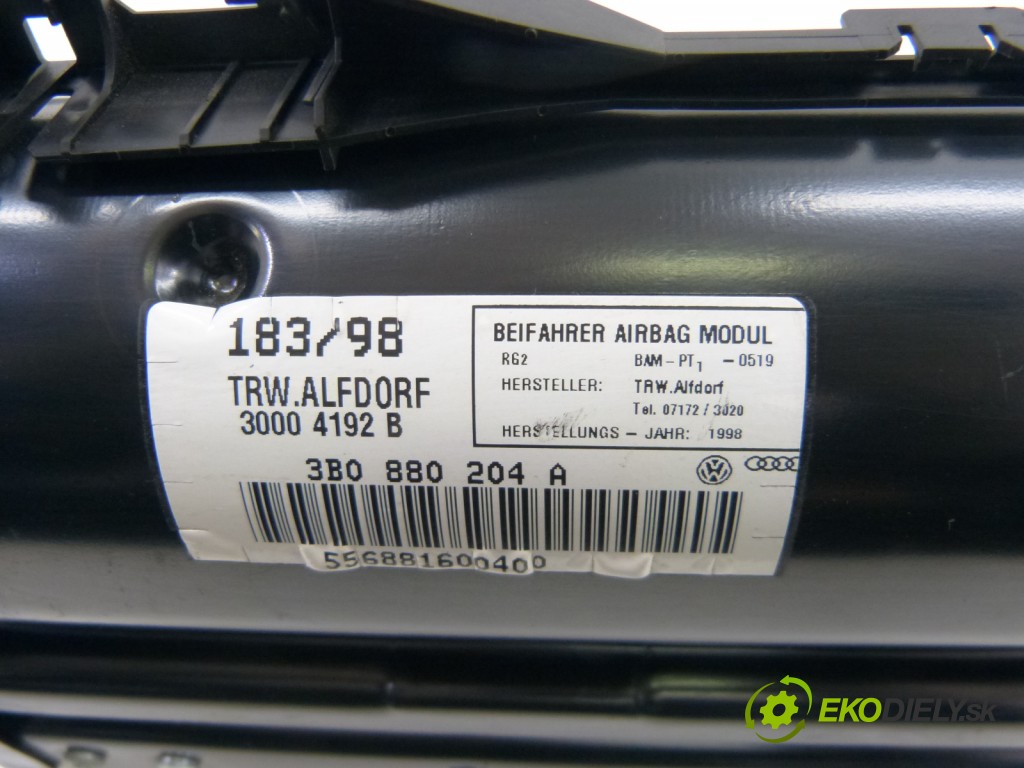 183/98
TRW.ALFDORF
3000 4192 B
BEIFAHRER AIRBAG MODUL
RG2 BAM-PT1 -0519
HERSTELLER: TRW.Alfdorf
Tel. 07172 / 3020
HERSTELLUNGS - JAHR: 1998
3B0 880 204 A
556881600400
EKODIELY.SK